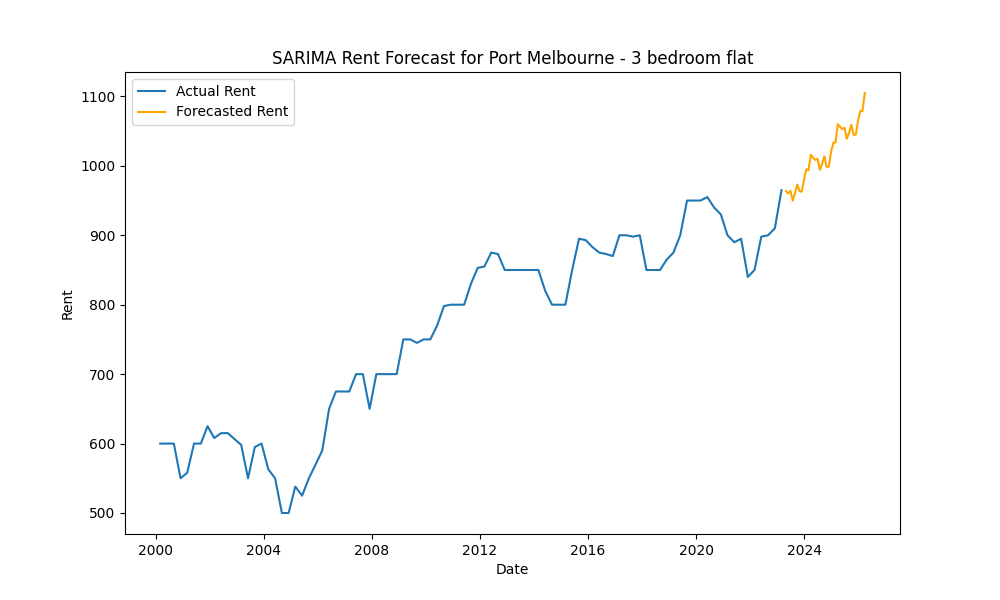 SARIMA Rent Forecast for Port Melbourne - 3 bedroom flat
Actual Rent
Forecasted Rent
Rent
1100
1000
900
800
700
600
500
2000
2004
2008
2012
2016
2020
2024
Date